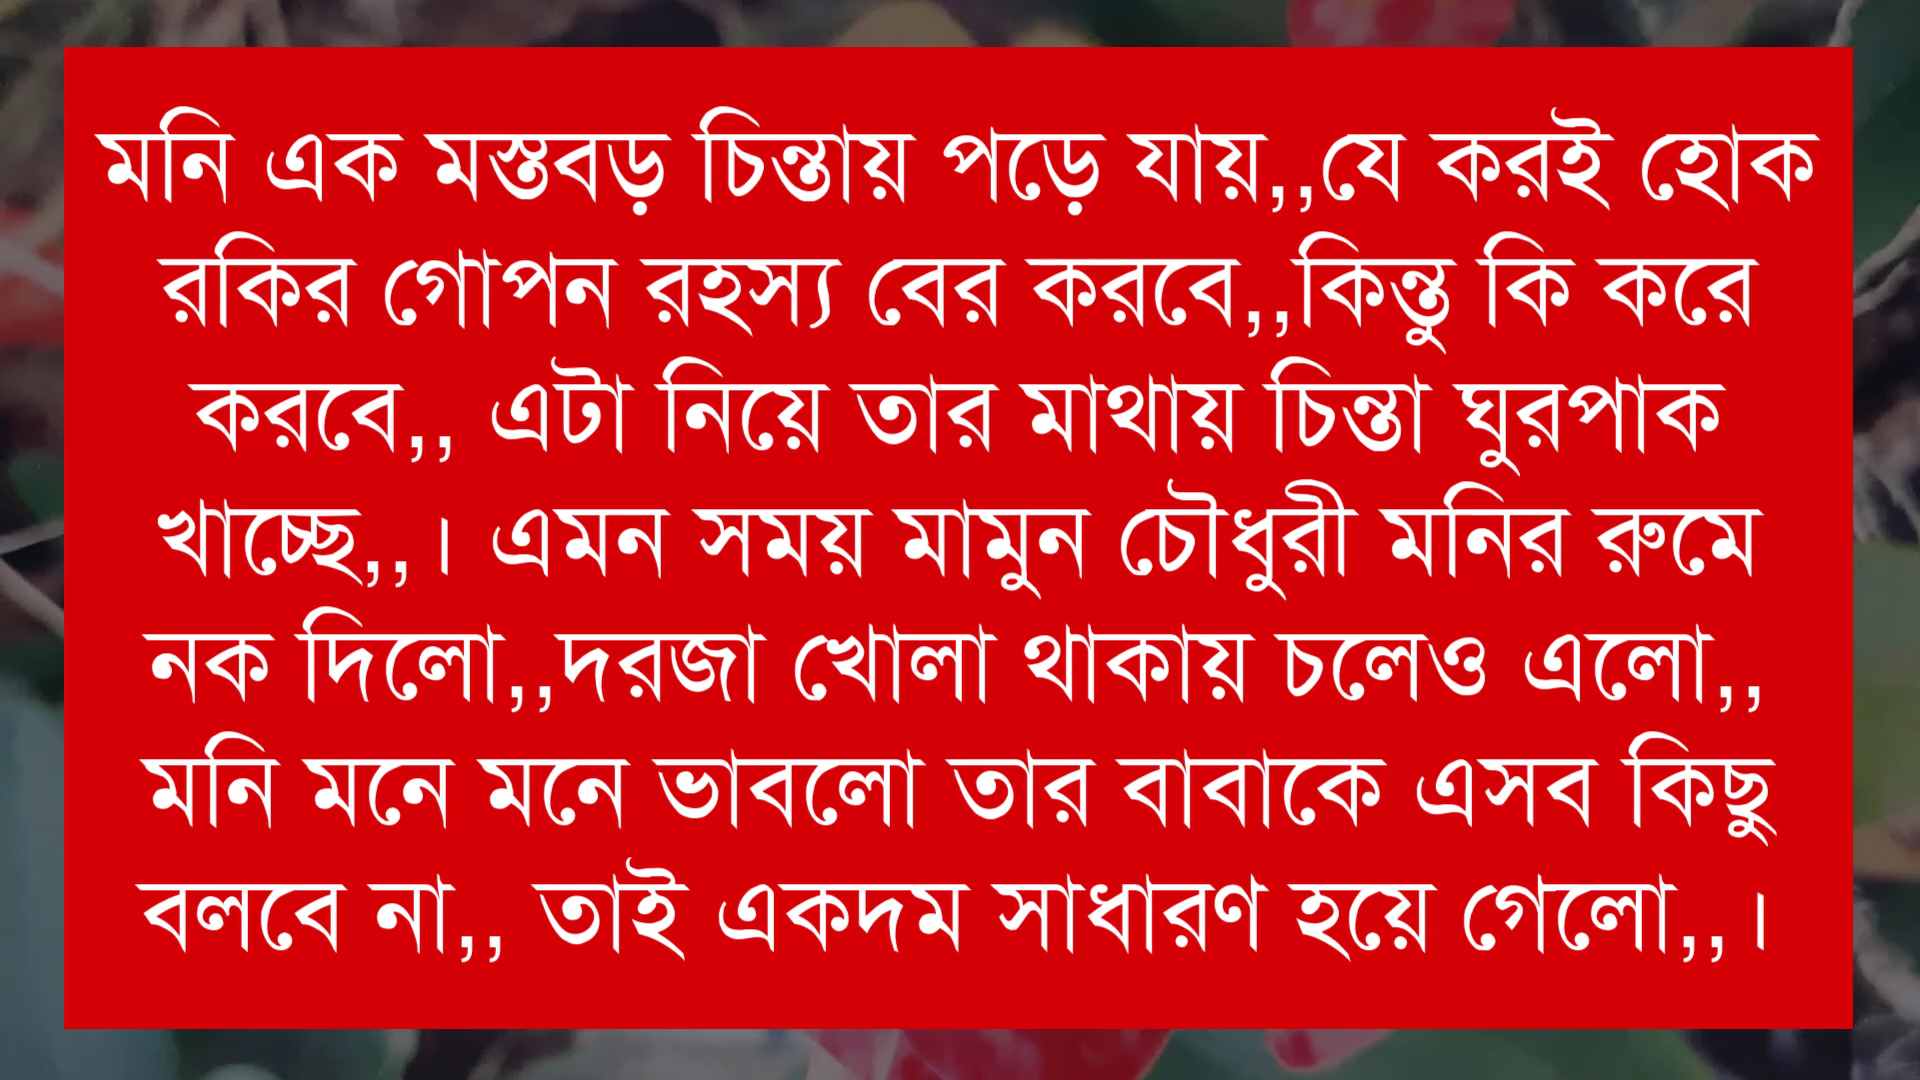 মনি এক মস্তবড় চিন্তায় পড়ে যায়,,যে করই হোক
রকির গোপন রহস্য বের করবে,,কিন্তু কি করে
করবে,, এটা নিয়ে তার মাথায় চিন্তা ঘুরপাক
খাচ্ছে,,। এমন সময় মামুন চৌধুরী মনির রুমে
নক দিলো,,দরজা খোলা থাকায় চলেও এলো,,
মনি মনে মনে ভাবলো তার বাবাকে এসব কিছু
বলবে না,, তাই একদম সাধারণ হয়ে গেলো,,।